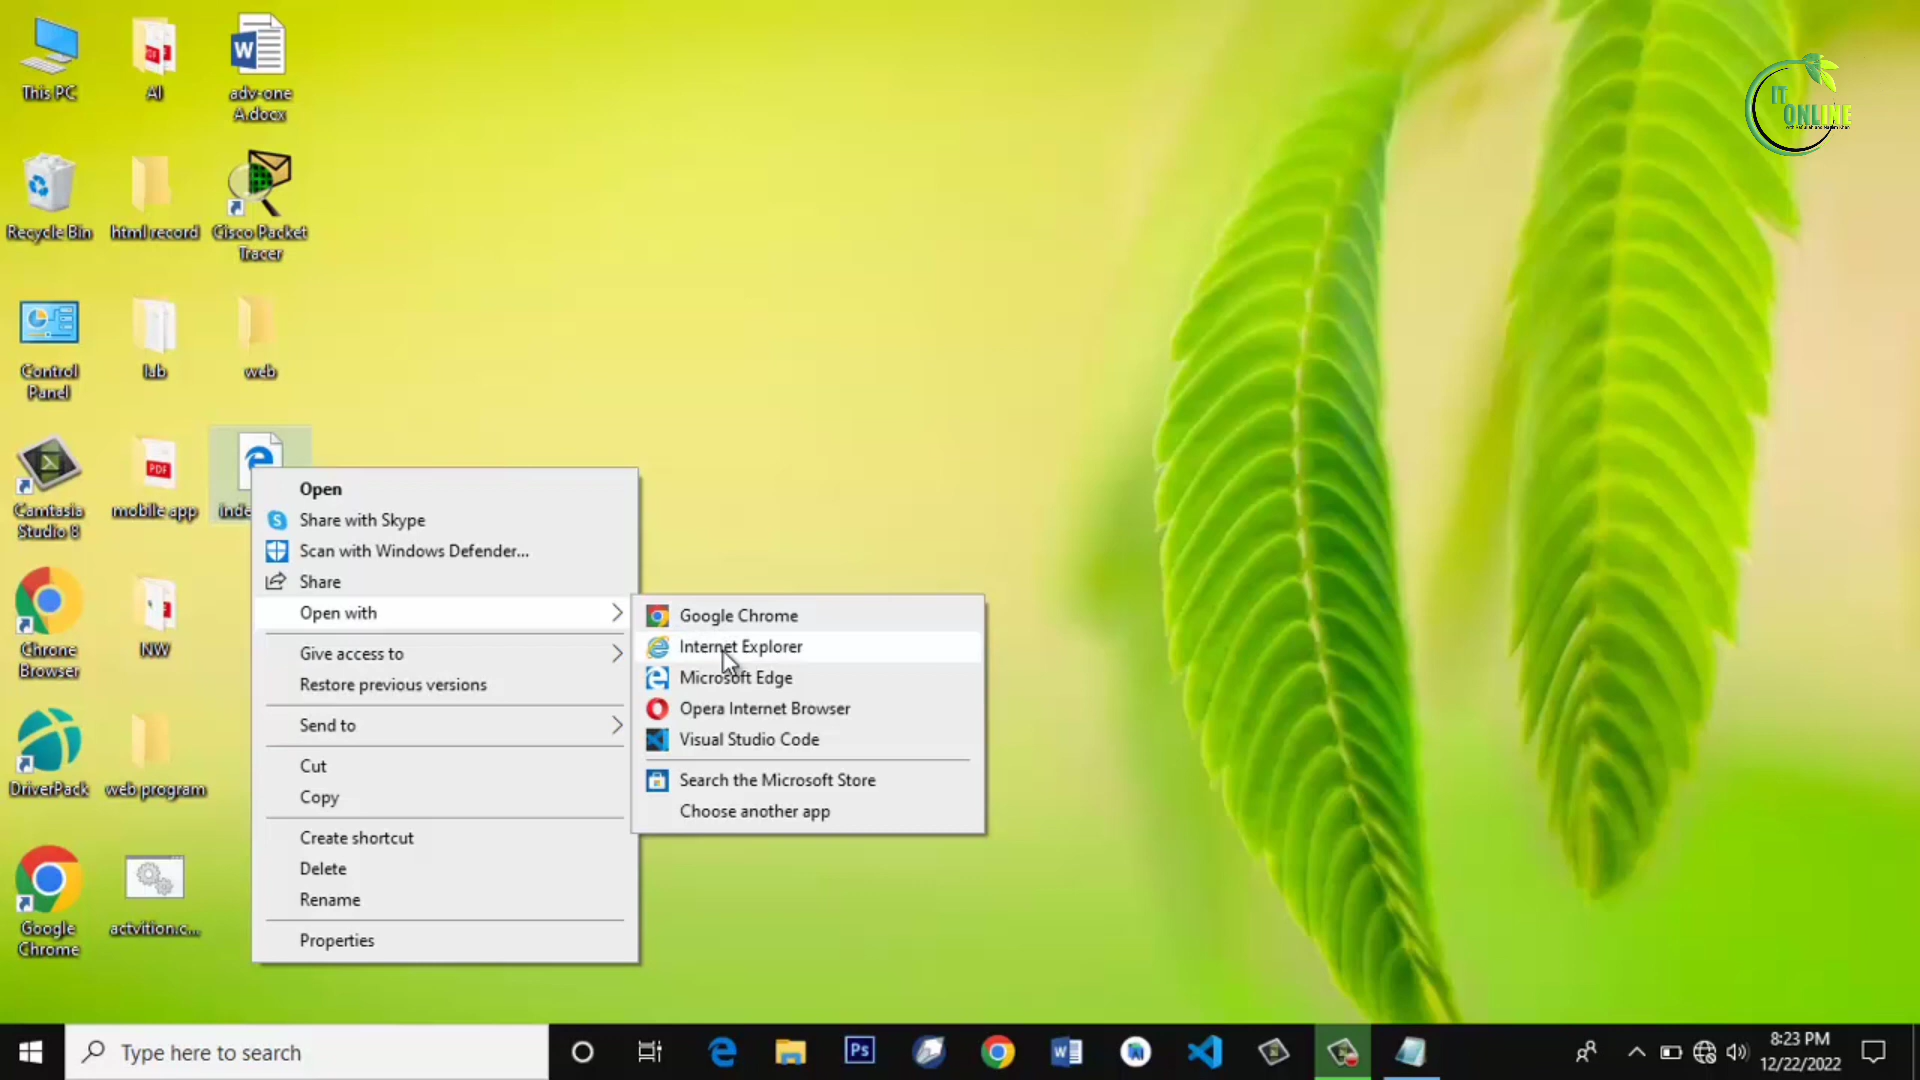 This PC
AI
adv-one
A.docx
Recycle Bin
html record
Cisco Packet
Tracer
Control
Panel
lab
web
Camtasia
Studio 8
mobile app
inde
Chrome
Browser
NW
DriverPack
web program
Google
Chrome
actvition.c...
Open
Share with Skype
Scan with Windows Defender...
Share
Open with
Give access to
Restore previous versions
Send to
Cut
Copy
Create shortcut
Delete
Rename
Properties
Google Chrome
Internet Explorer
Microsoft Edge
Opera Internet Browser
Visual Studio Code
Search the Microsoft Store
Choose another app
IT
ONLINE
PDF
Type here to search
Ps
8:23 PM
12/22/2022